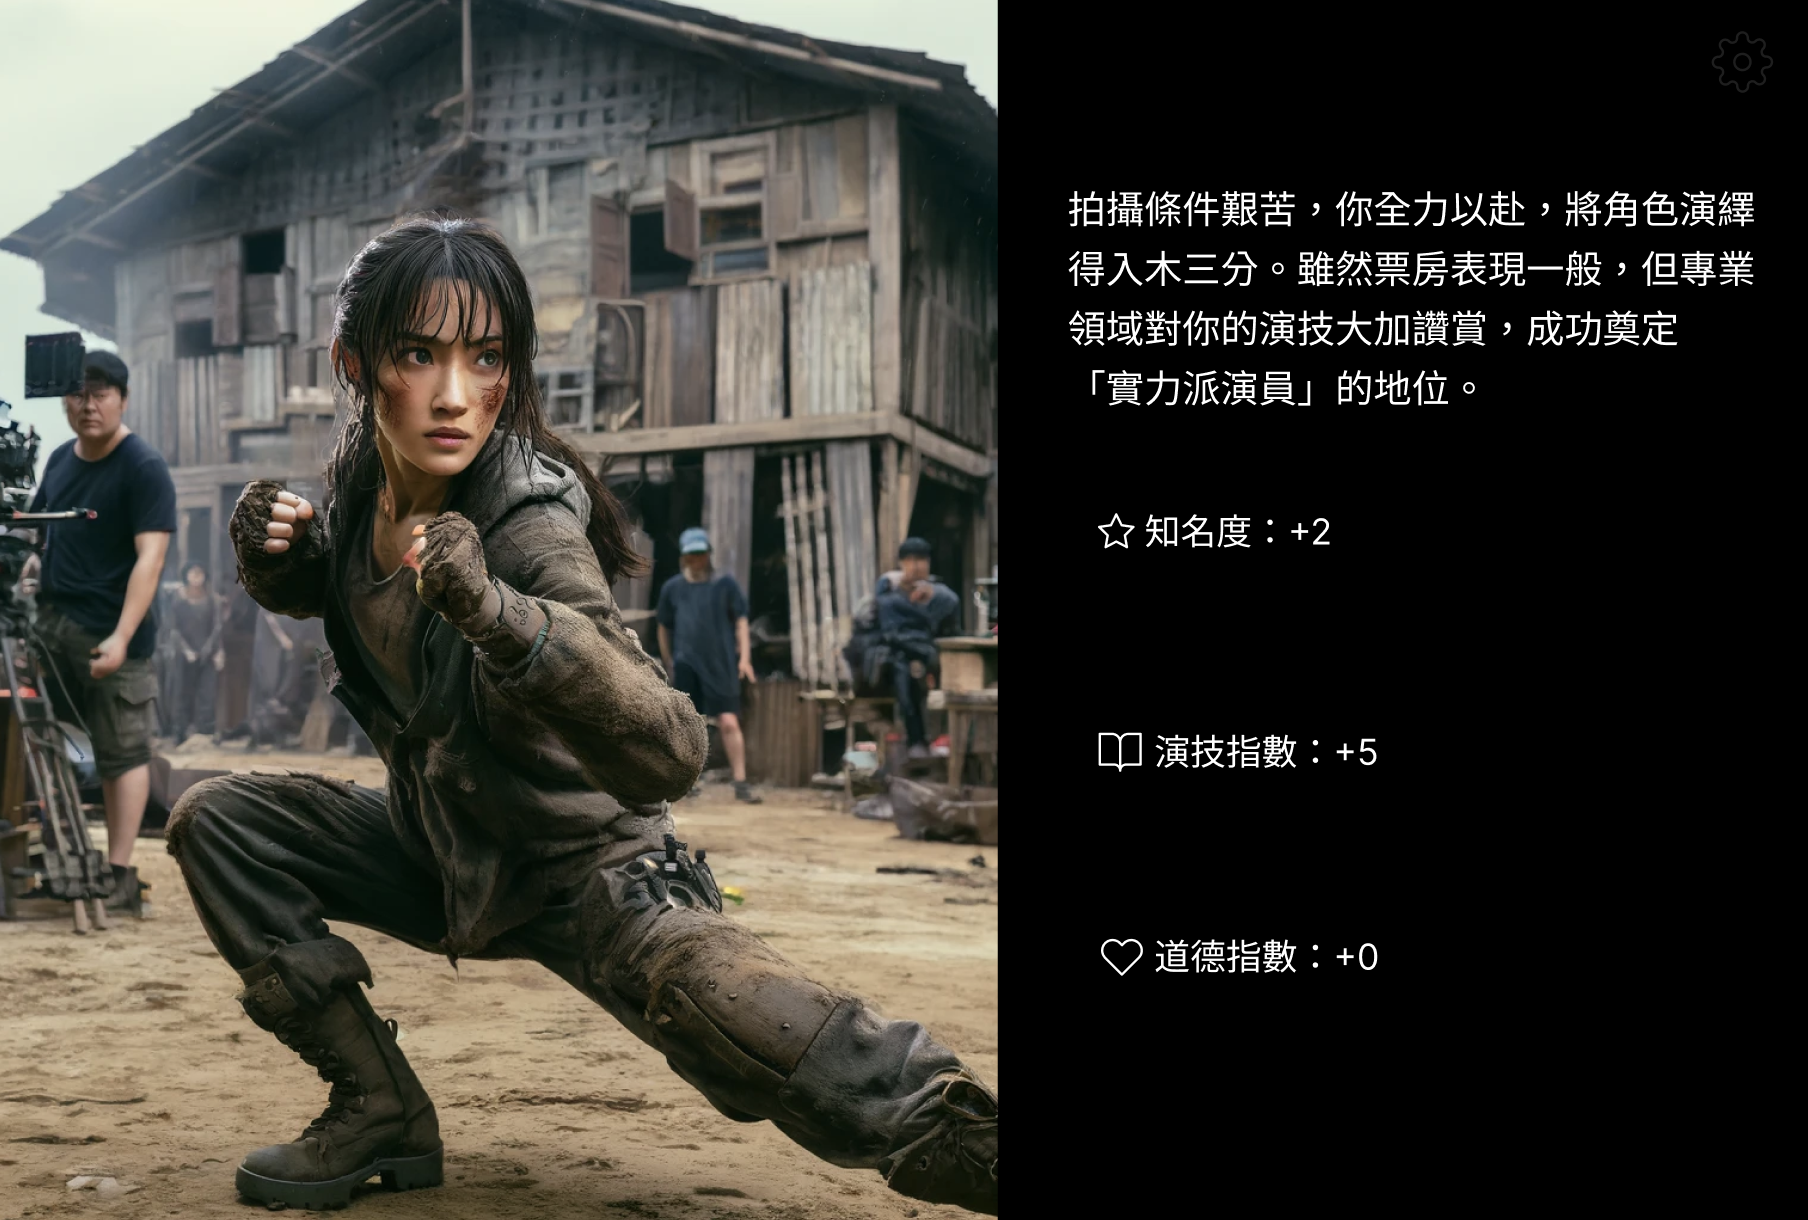 拍攝條件艱苦，你全力以赴，將角色演繹
得入木三分。雖然票房表現一般，但專業
領域對你的演技大加讚賞，成功奠定
「實力派演員」的地位。
知名度：+2
演技指數：+5
道德指數：+0